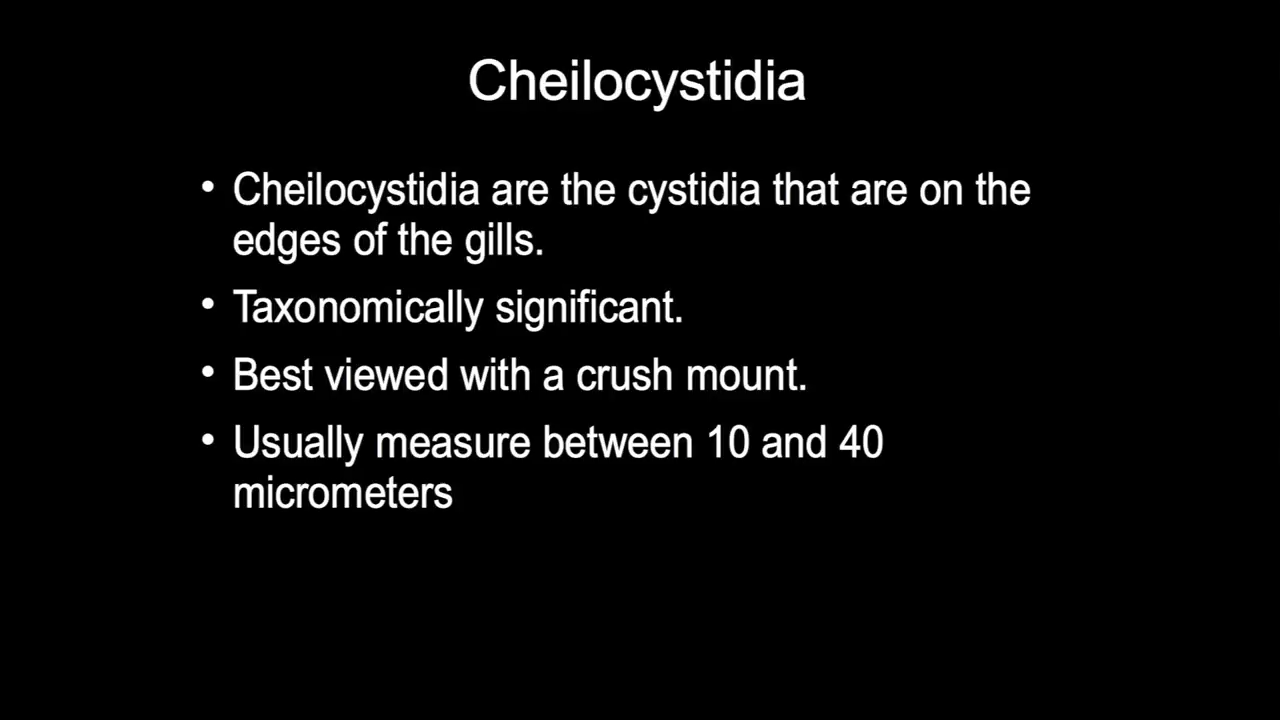 Cheilocystidia
• Cheilocystidia are the cystidia that are on the
edges of the gills.
• Taxonomically significant.
• Best viewed with a crush mount.
• Usually measure between 10 and 40
micrometers